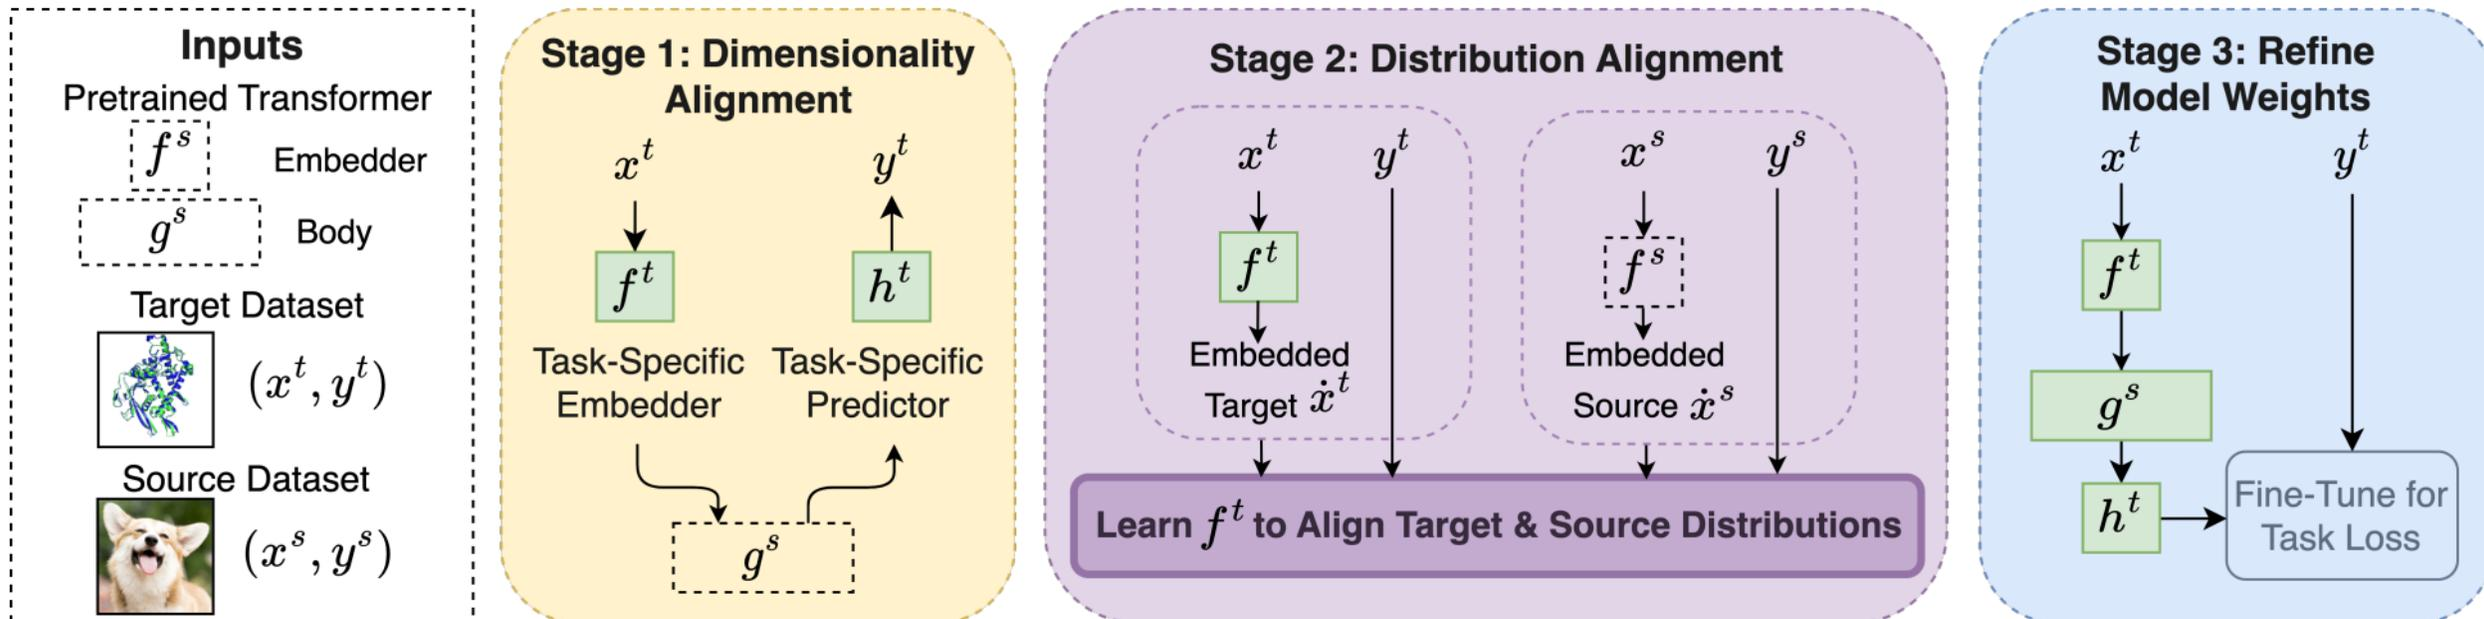 Inputs
Pretrained Transformer
f^s Embedder
g^s Body
Target Dataset
(x^t, y^t)
Source Dataset
(x^s, y^s)
Stage 1: Dimensionality
Alignment
x^t y^t
f^t h^t
Task-Specific Task-Specific
Embedder Predictor
g^s
Stage 2: Distribution Alignment
x^t y^t x^s y^s
f^t f^s
Embedded Embedded
Target ẋ^t Source ẋ^s
Learn f^t to Align Target & Source Distributions
Stage 3: Refine
Model Weights
x^t y^t
f^t
g^s
h^t
Fine-Tune for
Task Loss